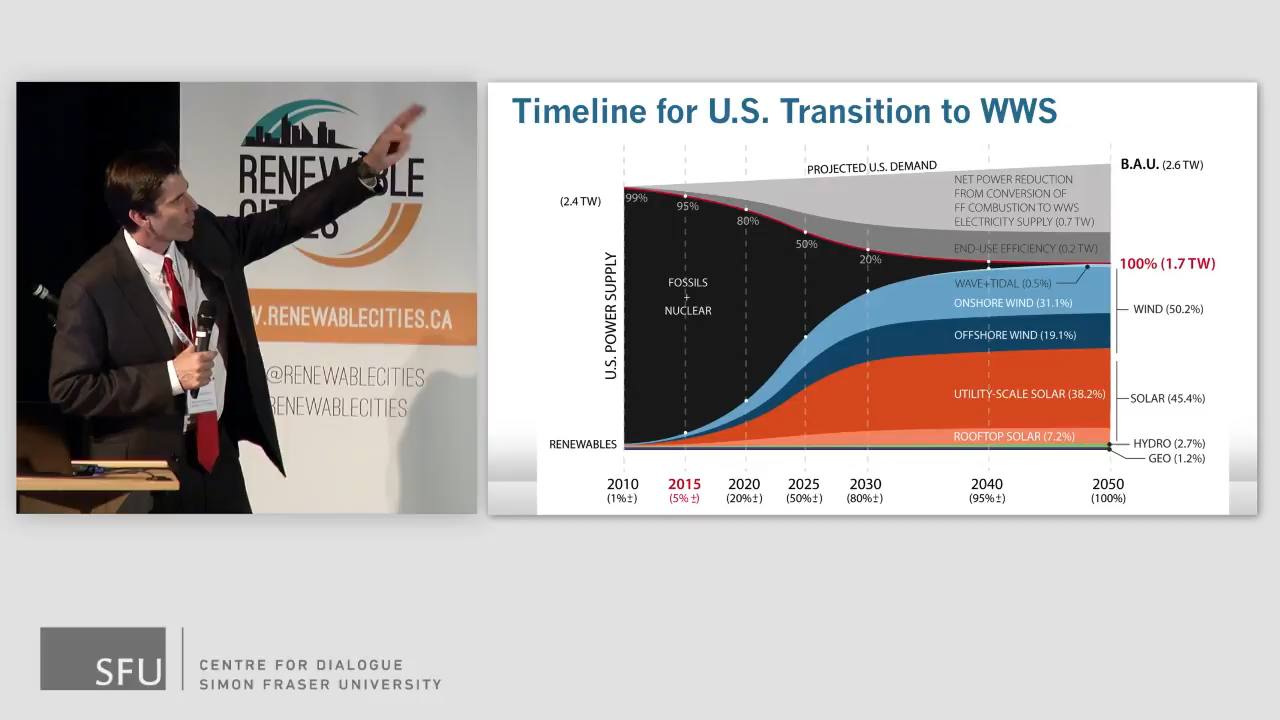 RENEWABLE
CITIES
WWW.RENEWABLECITIES.CA
@RENEWABLECITIES
RENEWABLECITIES
Timeline for U.S. Transition to WWS
PROJECTED U.S. DEMAND
B.A.U. (2.6 TW)
NET POWER REDUCTION
FROM CONVERSION OF
FF COMBUSTION TO WWS
ELECTRICITY SUPPLY (0.7 TW)
(2.4 TW)
99%
95%
80%
50%
20%
END-USE EFFICIENCY (0.2 TW)
100% (1.7 TW)
U.S. POWER SUPPLY
FOSSILS
+
NUCLEAR
WAVE+TIDAL (0.5%)
ONSHORE WIND (31.1%)
WIND (50.2%)
OFFSHORE WIND (19.1%)
UTILITY-SCALE SOLAR (38.2%)
SOLAR (45.4%)
ROOFTOP SOLAR (7.2%)
RENEWABLES
HYDRO (2.7%)
GEO (1.2%)
2010 2015 2020 2025 2030 2040 2050
(1%±) (5% ±) (20%±) (50%±) (80%±) (95%±) (100%)
SFU
CENTRE FOR DIALOGUE
SIMON FRASER UNIVERSITY